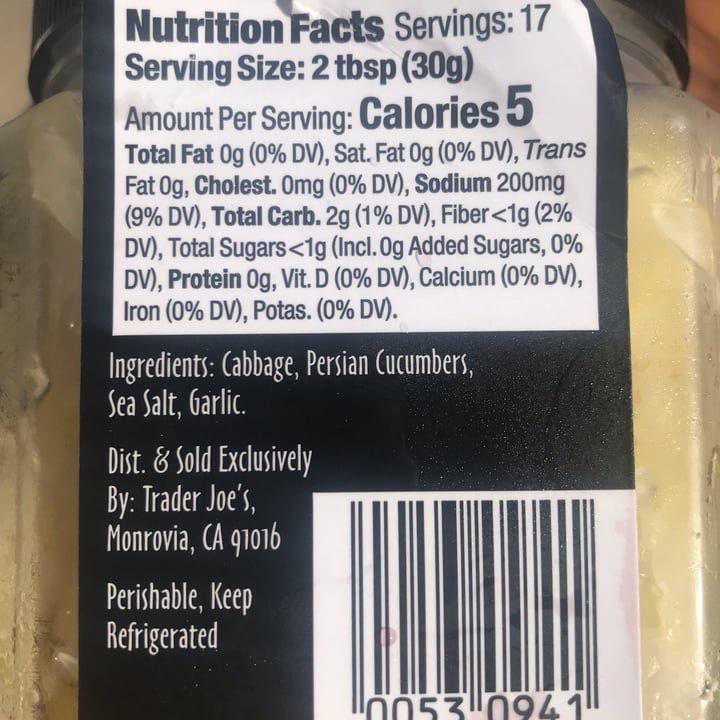 Nutrition Facts Servings: 17
Serving Size: 2 tbsp (30g)
Amount Per Serving: Calories 5
Total Fat 0g (0% DV), Sat. Fat 0g (0% DV), Trans
Fat 0g, Cholest. 0mg (0% DV), Sodium 200mg
(9% DV), Total Carb. 2g (1% DV), Fiber<1g (2%
DV), Total Sugars<1g (Incl. 0g Added Sugars, 0%
DV), Protein 0g, Vit. D (0% DV), Calcium (0% DV),
Iron (0% DV), Potas. (0% DV).
Ingredients: Cabbage, Persian Cucumbers,
Sea Salt, Garlic.
Dist. & Sold Exclusively
By: Trader Joe's,
Monrovia, CA 91016
Perishable, Keep
Refrigerated
0053 0941